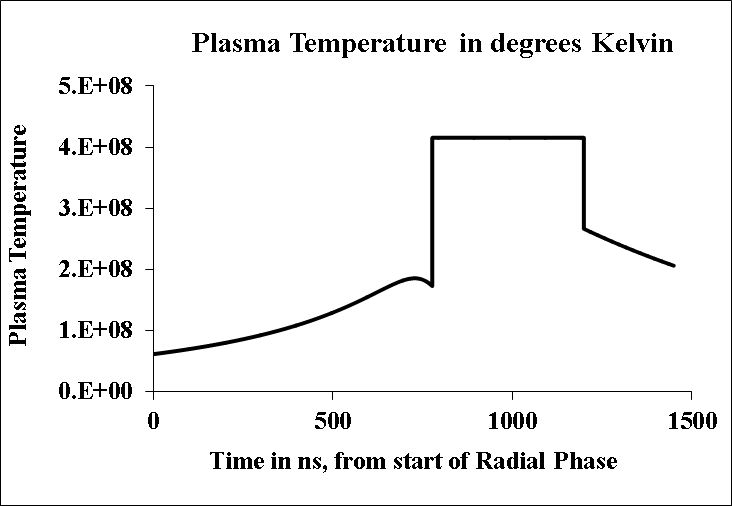 Plasma Temperature in degrees Kelvin
5.E+08
4.E+08
3.E+08
2.E+08
1.E+08
0.E+00
Plasma Temperature
0 500 1000 1500
Time in ns, from start of Radial Phase